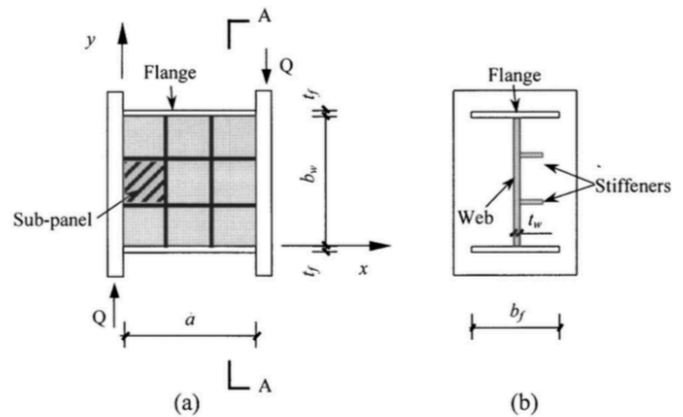 A
y
Q
Flange
t_f
b_w
Sub-panel
x
t_f
Q
a
A
(a)
Flange
Stiffeners
Web
t_w
b_f
(b)